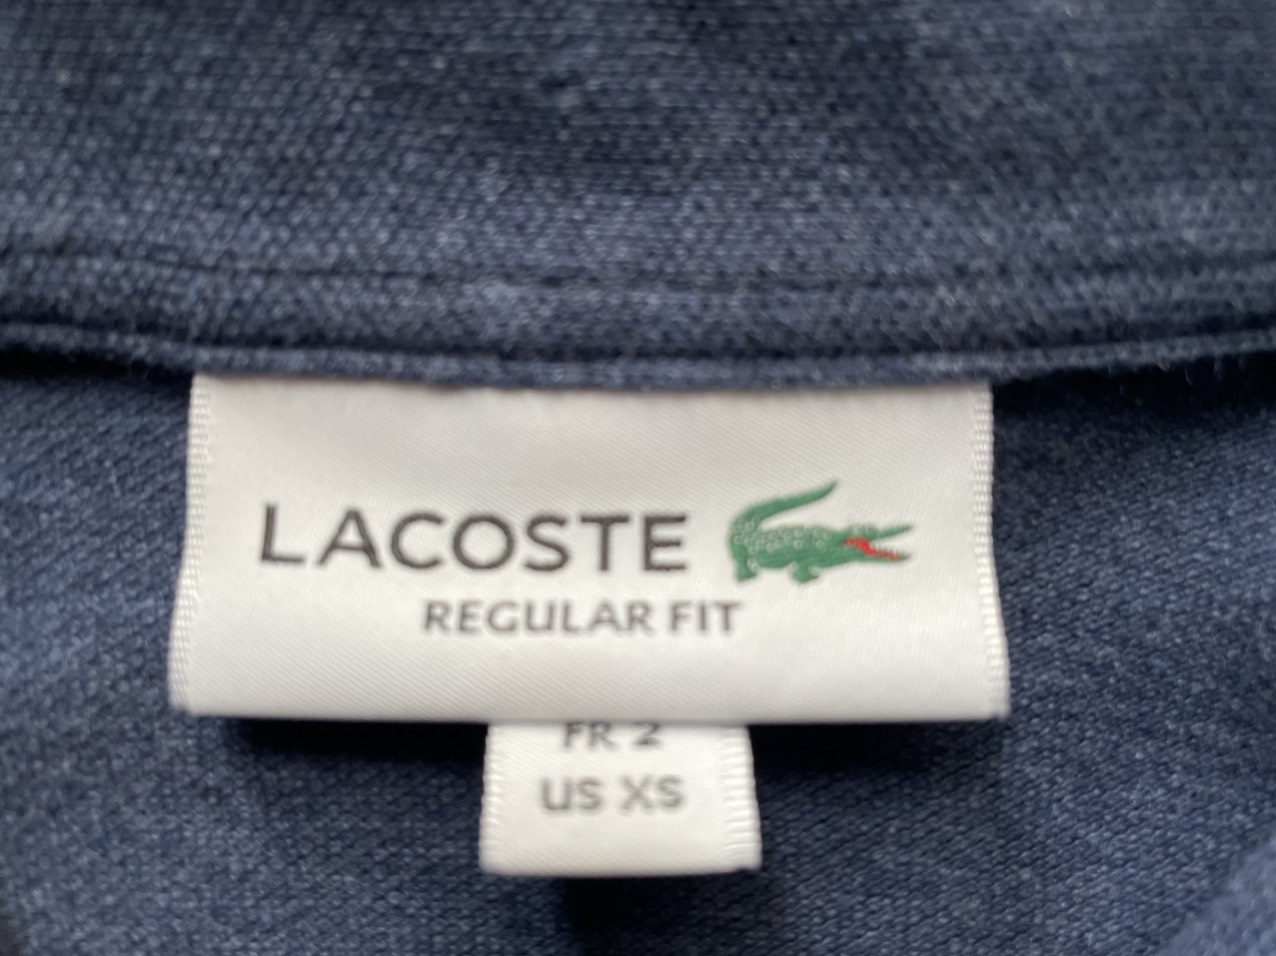 LACOSTE
REGULAR FIT
FR 2
US XS